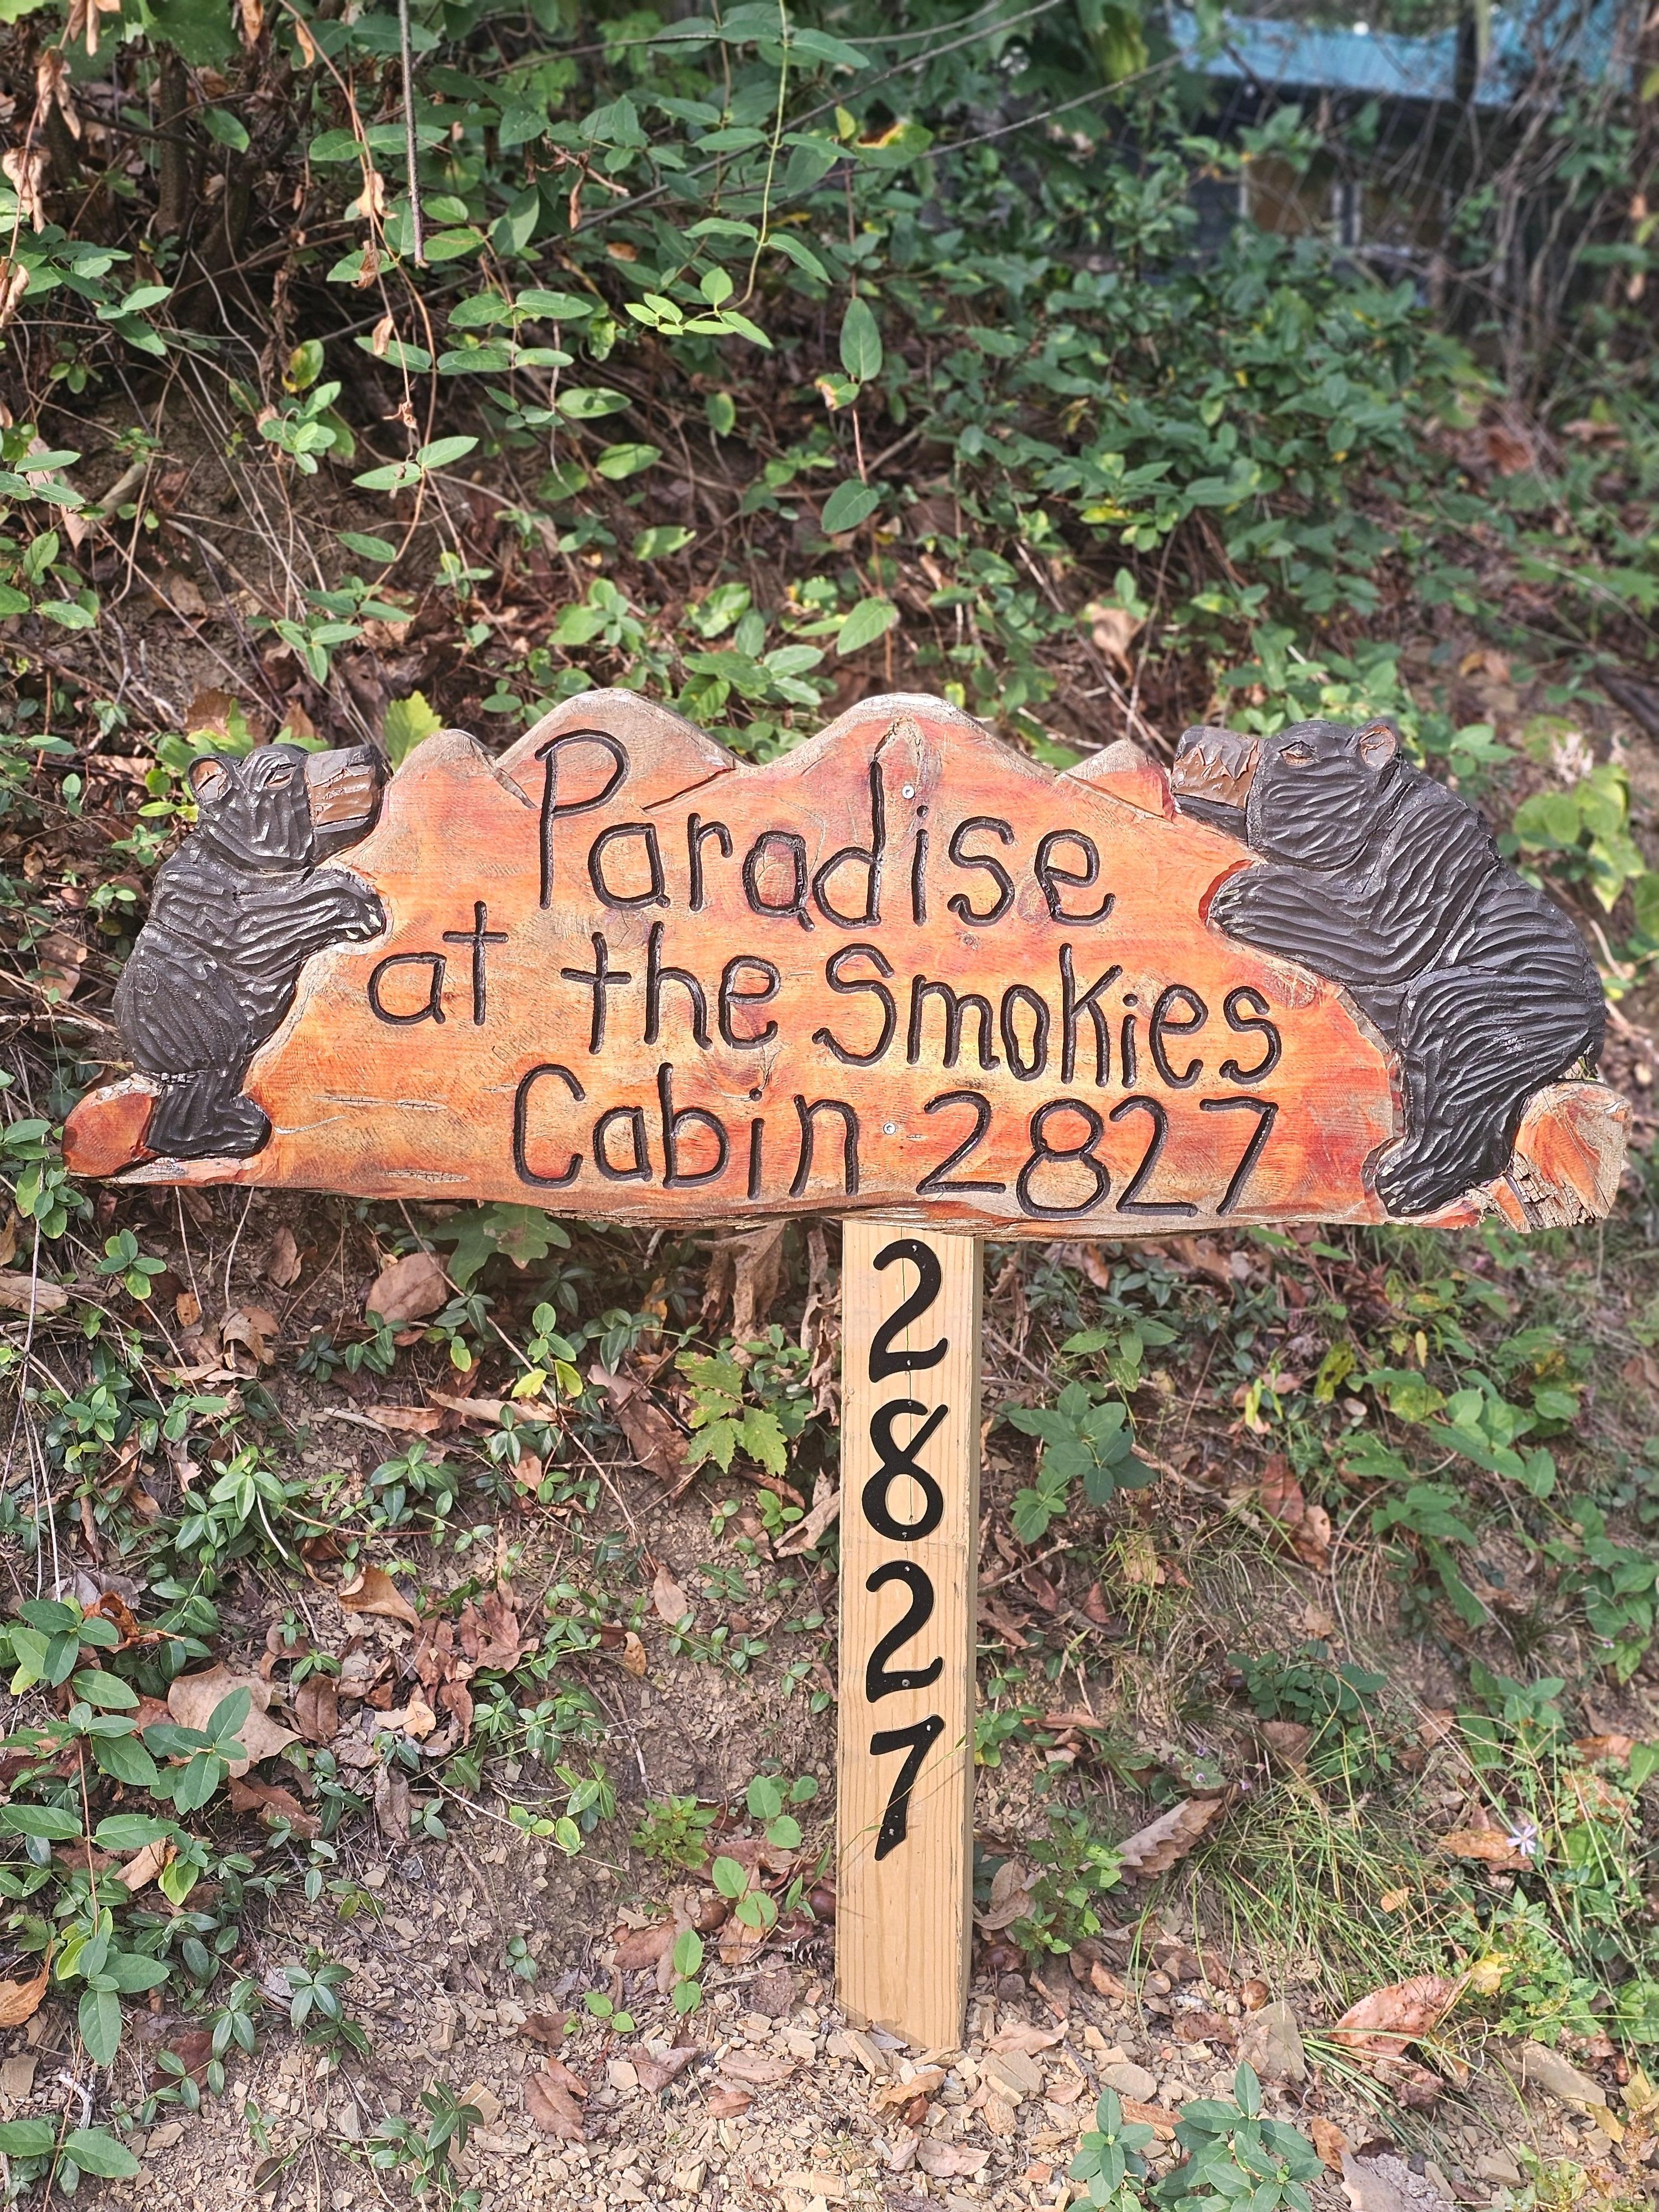 Paradise
at the Smokies
Cabin 2827
2
8
2
7